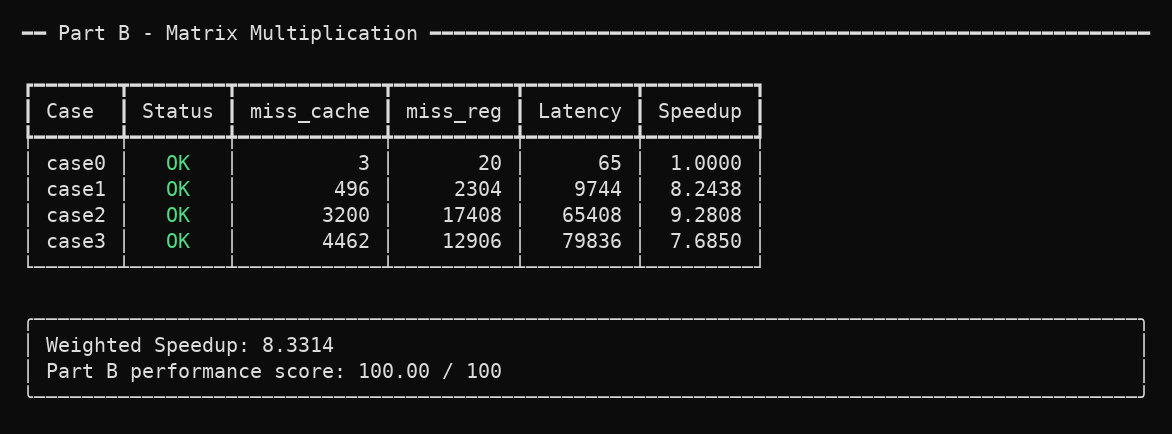 Part B - Matrix Multiplication
Case Status miss_cache miss_reg Latency Speedup
case0 OK 3 20 65 1.0000
case1 OK 496 2304 9744 8.2438
case2 OK 3200 17408 65408 9.2808
case3 OK 4462 12906 79836 7.6850
Weighted Speedup: 8.3314
Part B performance score: 100.00 / 100